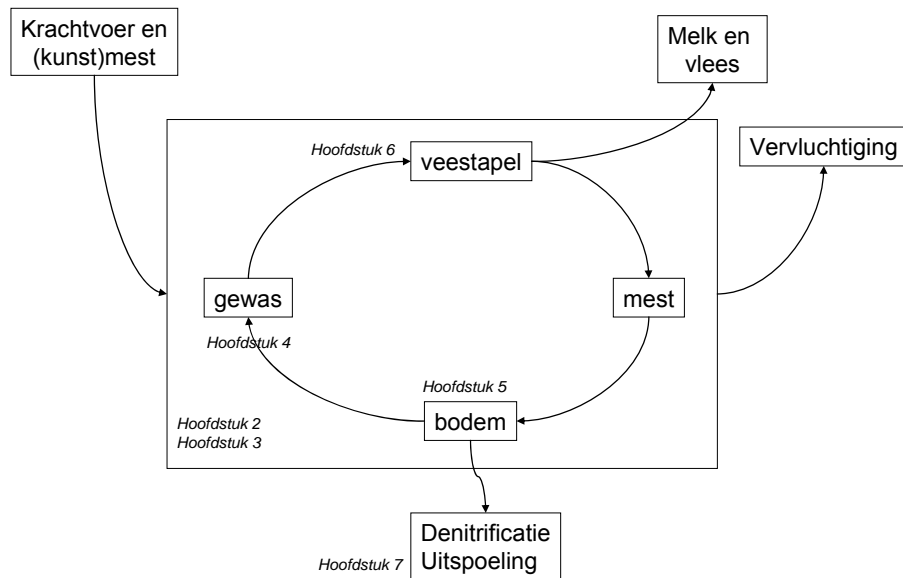 Krachtvoer en
(kunst)mest
Melk en
vlees
Hoofdstuk 6
veestapel
Vervluchtiging
gewas
mest
Hoofdstuk 4
Hoofdstuk 5
bodem
Hoofdstuk 2
Hoofdstuk 3
Denitrificatie
Uitspoeling
Hoofdstuk 7